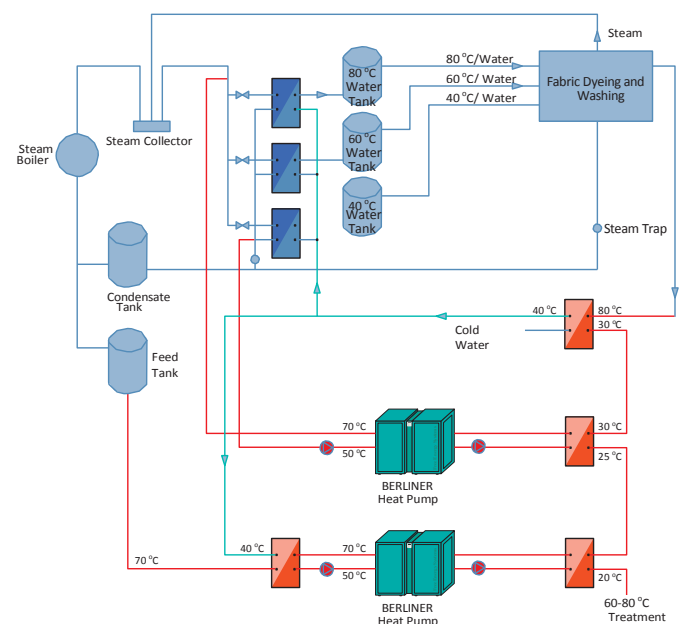 Steam
80 °C/Water
80 °C
Water
Tank
60 °C/ Water
Fabric Dyeing and
Washing
40 °C/ Water
Steam Collector
Steam
Boiler
60 °C
Water
Tank
40 °C
Water
Tank
Steam Trap
Condensate
Tank
40 °C
80 °C
30 °C
Cold
Water
Feed
Tank
70 °C
50 °C
30 °C
25 °C
BERLINER
Heat Pump
40 °C
70 °C
70 °C
50 °C
20 °C
BERLINER
Heat Pump
60-80 °C
Treatment